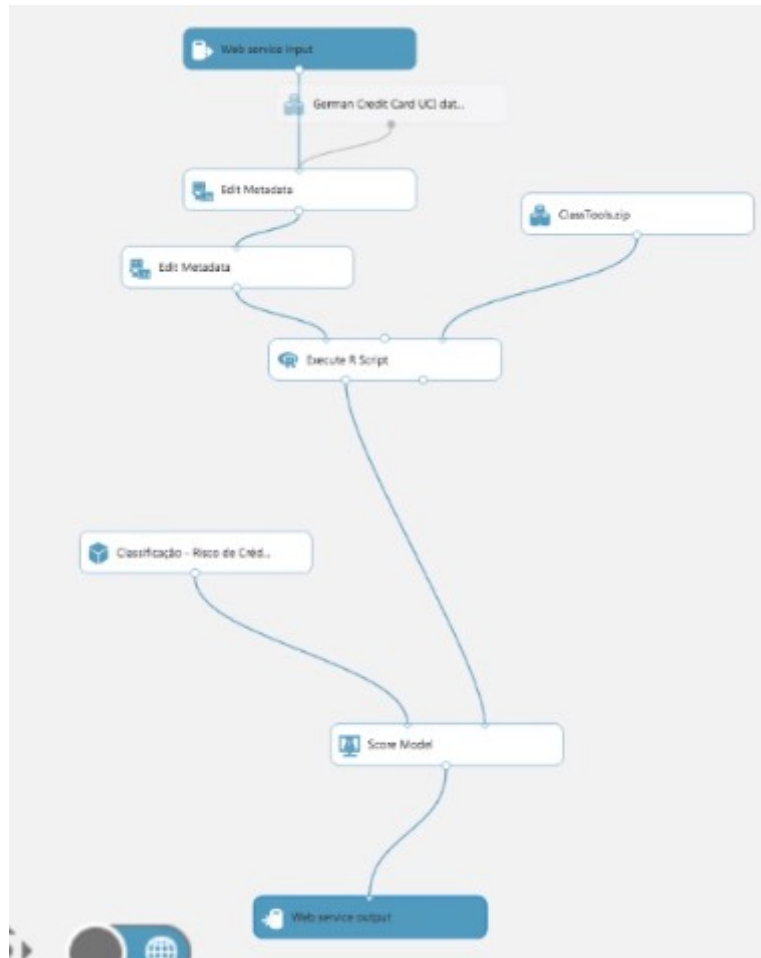 Web service input
German Credit Card UCI dat...
Edit Metadata
ClassTools.zip
Edit Metadata
Execute R Script
Classificação - Risco de Créd...
Score Model
Web service output